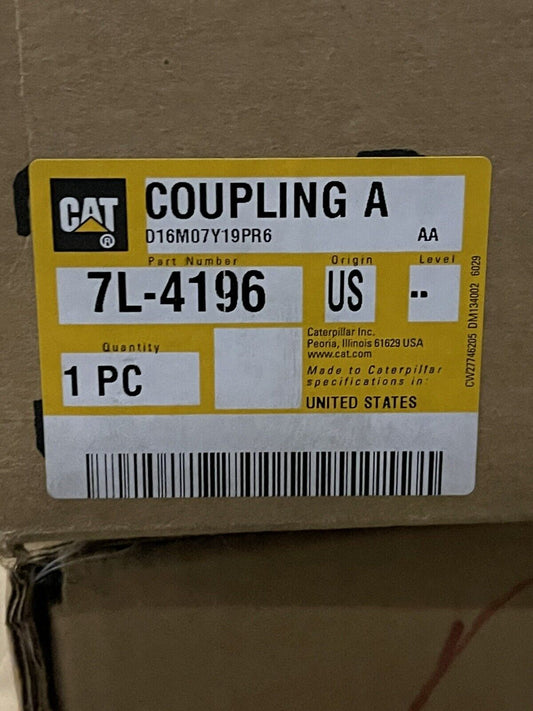 CAT
®
COUPLING A
D16M07Y19PR6
AA
Part Number
Origin
Level
7L-4196
US
--
Quantity
1 PC
Caterpillar Inc.
Peoria, Illinois 61629 USA
www.cat.com
Made to Caterpillar
specifications in:
UNITED STATES
CW27746205 DM134002 6029